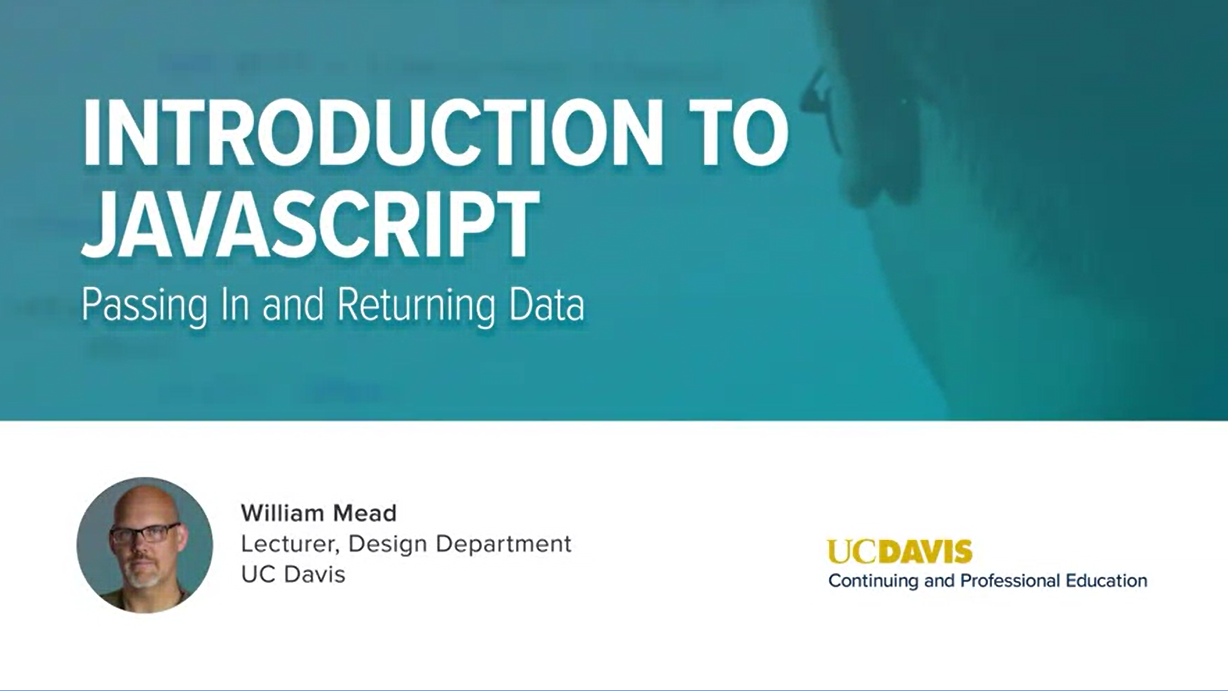 INTRODUCTION TO
JAVASCRIPT
Passing In and Returning Data
William Mead
Lecturer, Design Department
UC Davis
UCDAVIS
Continuing and Professional Education